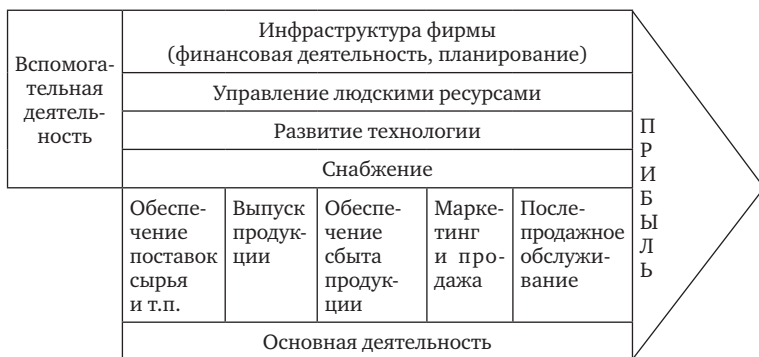 Вспомога-
тельная
деятель-
ность
Инфраструктура фирмы
(финансовая деятельность, планирование)
Управление людскими ресурсами
Развитие технологии
Снабжение
Обеспе-
чение
поставок
сырья
и т.п.
Выпуск
продук-
ции
Обеспе-
чение
сбыта
продук-
ции
Марке-
тинг
и про-
дажа
После-
продажное
обслужи-
вание
Основная деятельность
П
Р
И
Б
Ы
Л
Ь